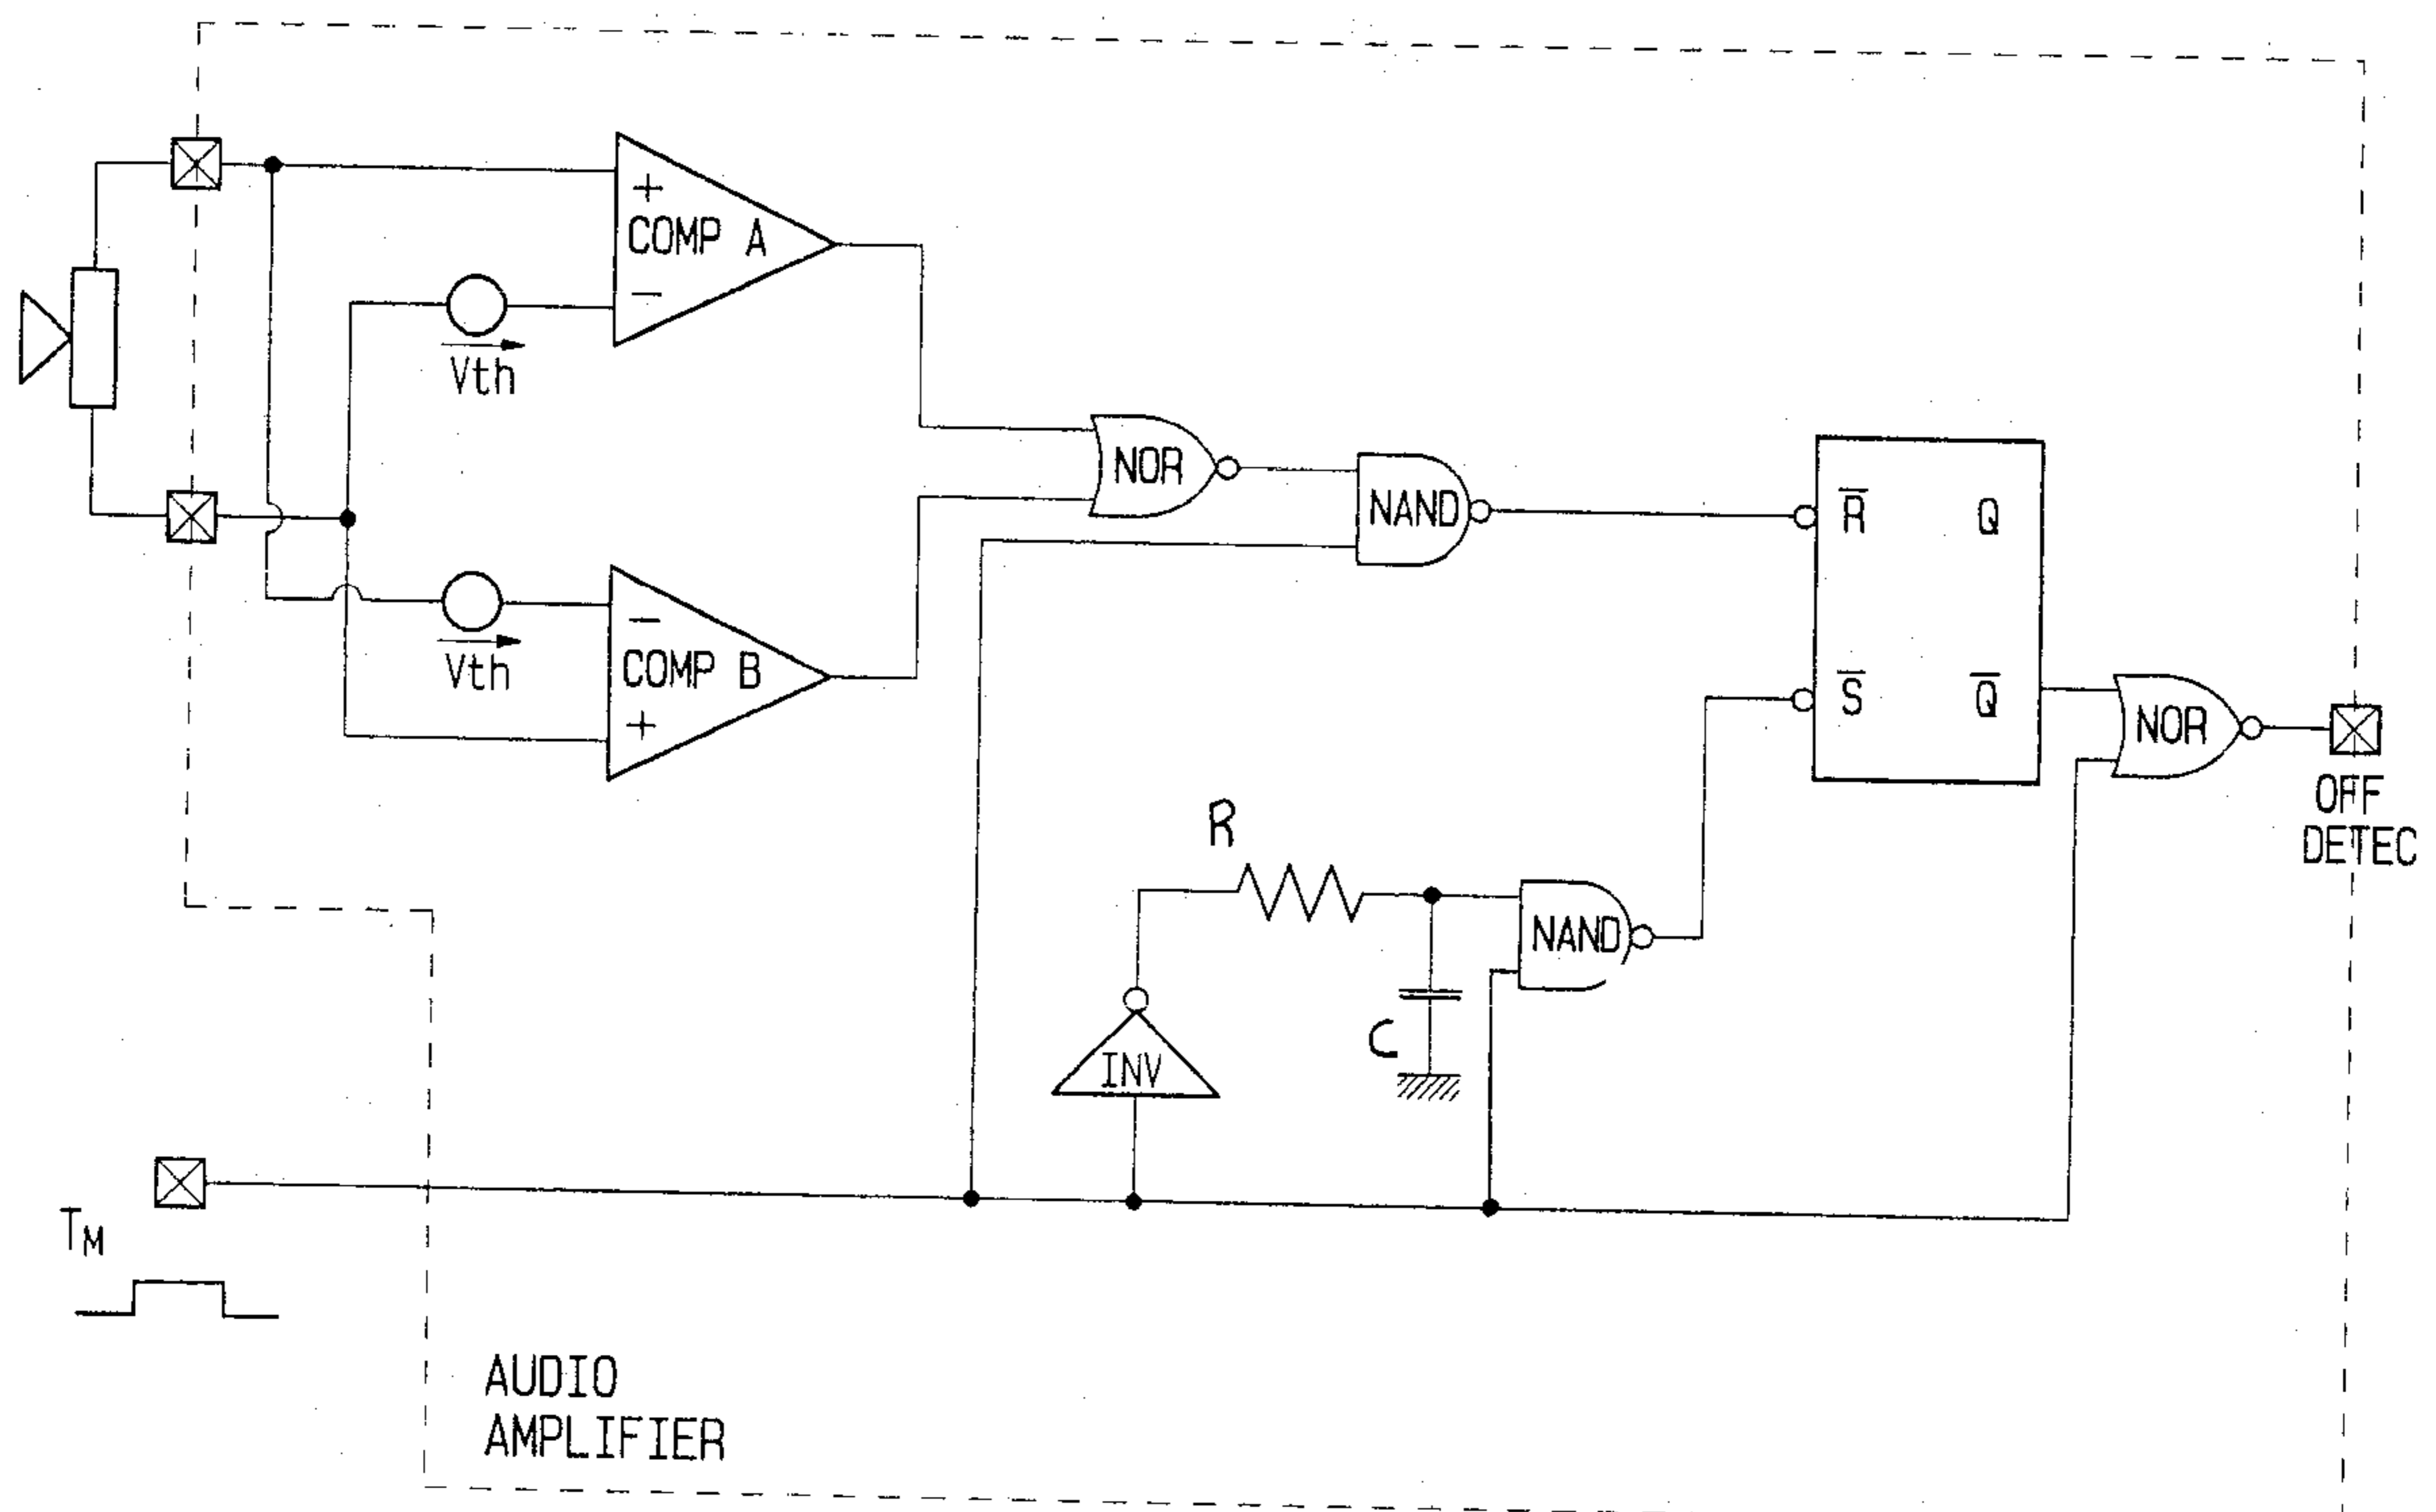 +
COMP A
−
Vth
NOR
NAND
R̅ Q
−
Vth
COMP B
+
S̅ Q̅
NOR
OFF
DETEC
R
NAND
C
INV
TM
AUDIO
AMPLIFIER